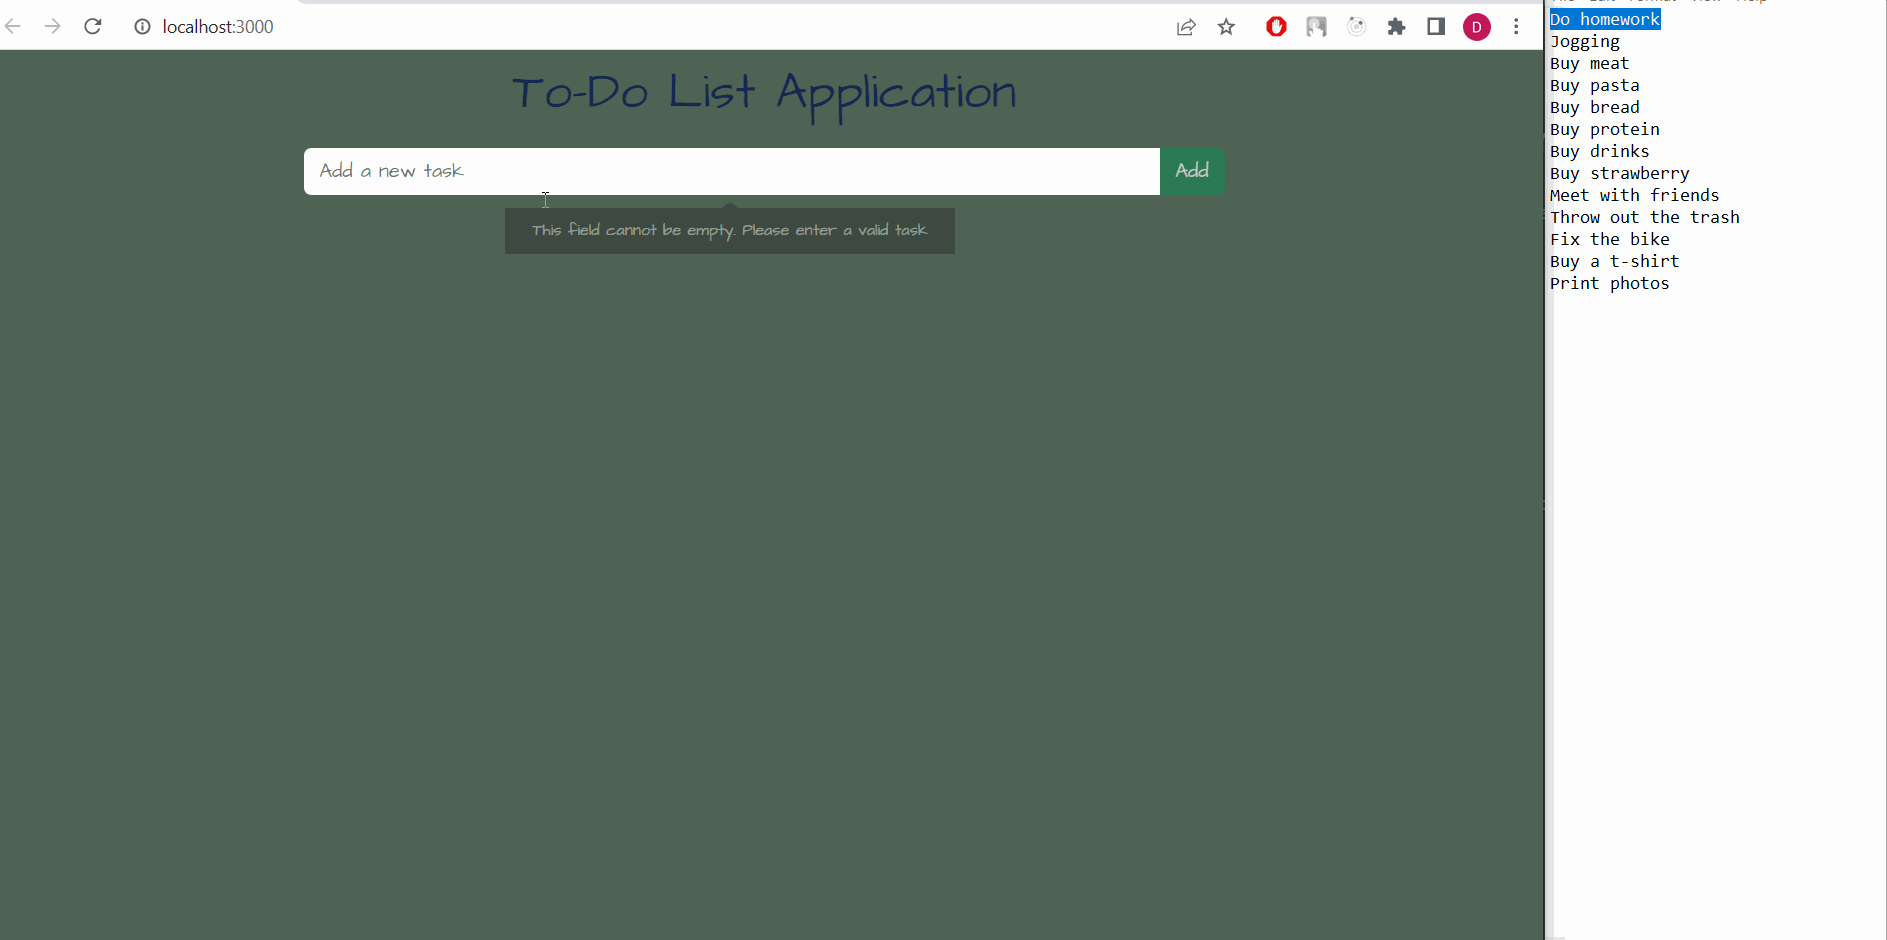 localhost:3000
D
To-Do List Application
Add a new task
Add
This field cannot be empty. Please enter a valid task
Do homework
Jogging
Buy meat
Buy pasta
Buy bread
Buy protein
Buy drinks
Buy strawberry
Meet with friends
Throw out the trash
Fix the bike
Buy a t-shirt
Print photos